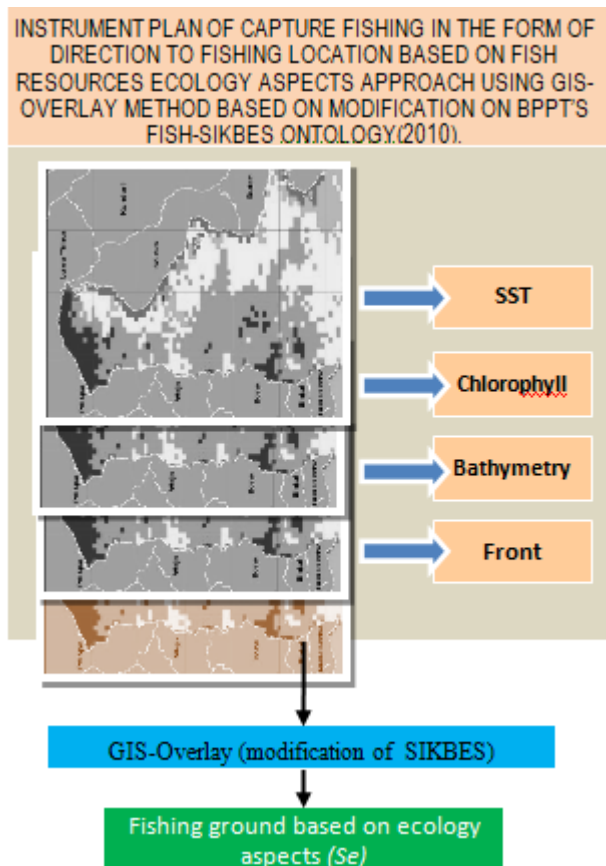 INSTRUMENT PLAN OF CAPTURE FISHING IN THE FORM OF
DIRECTION TO FISHING LOCATION BASED ON FISH
RESOURCES ECOLOGY ASPECTS APPROACH USING GIS-
OVERLAY METHOD BASED ON MODIFICATION ON BPPT'S
FISH-SIKBES ONTOLOGY(2010).
SST
Chlorophyll
Bathymetry
Front
GIS-Overlay (modification of SIKBES)
Fishing ground based on ecology
aspects (Se)